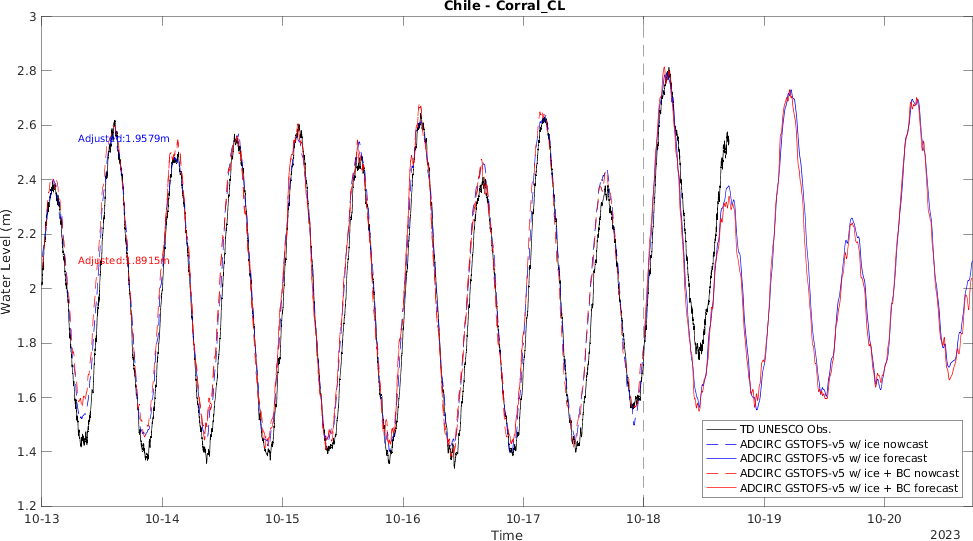 Chile - Corral_CL
Water Level (m)
3
2.8
2.6
2.4
2.2
2
1.8
1.6
1.4
1.2
Adjusted:1.9579m
Adjusted:1.8915m
TD UNESCO Obs.
ADCIRC GSTOFS-v5 w/ ice nowcast
ADCIRC GSTOFS-v5 w/ ice forecast
ADCIRC GSTOFS-v5 w/ ice + BC nowcast
ADCIRC GSTOFS-v5 w/ ice + BC forecast
10-13 10-14 10-15 10-16 10-17 10-18 10-19 10-20
Time
2023